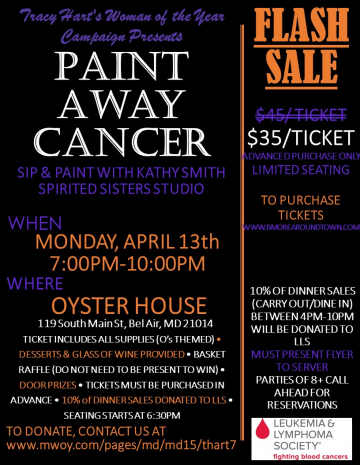 Tracy Hart's Woman of the Year
Campaign Presents
PAINT
AWAY
CANCER
SIP & PAINT WITH KATHY SMITH
SPIRITED SISTERS STUDIO
WHEN
MONDAY, APRIL 13th
7:00PM-10:00PM
WHERE
OYSTER HOUSE
119 South Main St, Bel Air, MD 21014
TICKET INCLUDES ALL SUPPLIES (O's THEMED) •
DESSERTS & GLASS OF WINE PROVIDED • BASKET
RAFFLE (DO NOT NEED TO BE PRESENT TO WIN) •
DOOR PRIZES • TICKETS MUST BE PURCHASED IN
ADVANCE • 10% of DINNER SALES DONATED TO LLS •
SEATING STARTS AT 6:30PM
TO DONATE, CONTACT US AT
www.mwoy.com/pages/md/md15/thart7
FLASH
SALE
$45/TICKET
$35/TICKET
ADVANCED PURCHASE ONLY
LIMITED SEATING
TO PURCHASE
TICKETS
WWW.BMOREAROUNDTOWN.COM
10% OF DINNER SALES
(CARRY OUT/DINE IN)
BETWEEN 4PM-10PM
WILL BE DONATED TO
LLS
MUST PRESENT FLYER
TO SERVER
PARTIES OF 8+ CALL
AHEAD FOR
RESERVATIONS
LEUKEMIA &
LYMPHOMA
SOCIETY®
fighting blood cancers